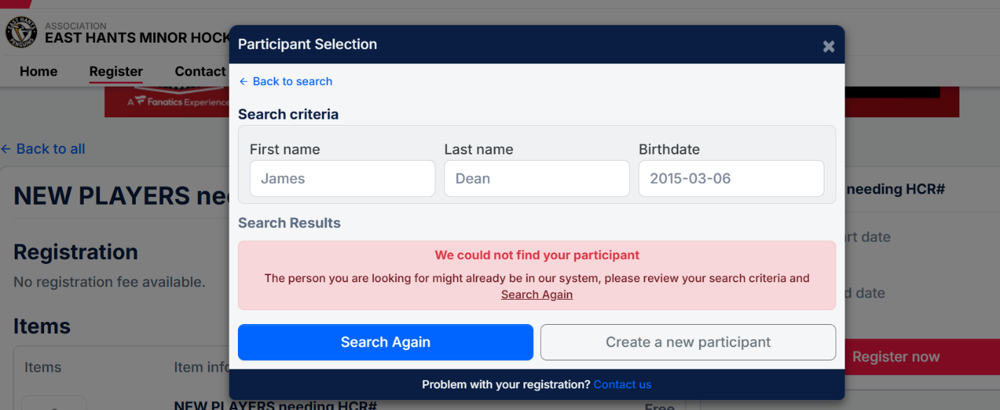 EAST HANTS
PENGUINS
ASSOCIATION
EAST HANTS MINOR HOCK
Home Register Contact
A Fanatics Experience
← Back to all
NEW PLAYERS nee
Registration
No registration fee available.
Items
Items Item info
NEW PLAYERS needing HCR#
Free
Participant Selection
×
← Back to search
Search criteria
First name Last name Birthdate
James Dean 2015-03-06
Search Results
We could not find your participant
The person you are looking for might already be in our system, please review your search criteria and
Search Again
Search Again Create a new participant
Problem with your registration? Contact us
needing HCR#
rt date
d date
Register now